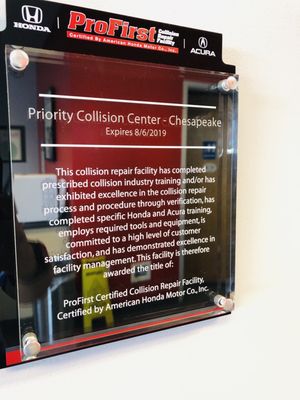 HONDA
ProFirst
Collision
Repair
Facility
Certified By American Honda Motor Co., Inc.
ACURA
Priority Collision Center - Chesapeake
Expires 8/6/2019
This collision repair facility has completed
prescribed collision industry training and/or has
exhibited excellence in the collision repair
process and procedure through verification, has
completed specific Honda and Acura training,
employs required tools and equipment, is
committed to a high level of customer
satisfaction, and has demonstrated excellence in
facility management. This facility is therefore
awarded the title of:
ProFirst Certified Collision Repair Facility,
Certified by American Honda Motor Co., Inc.